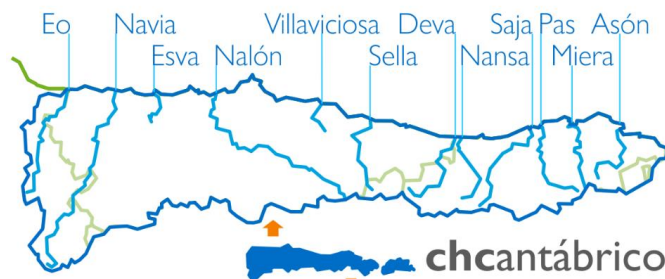 Eo Navia Villaviciosa Deva Saja Pas Asón
Esva Nalón Sella Nansa Miera
chcantábrico